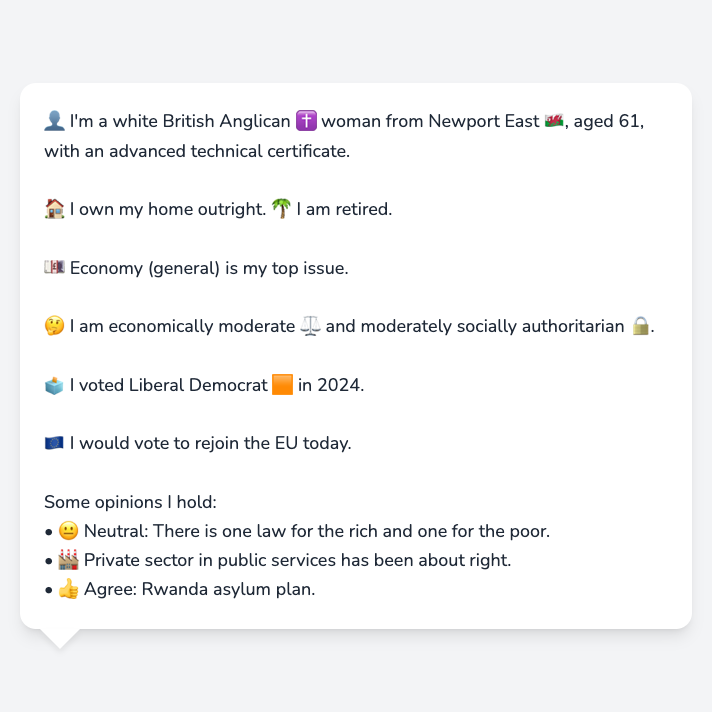 👤 I'm a white British Anglican ✝️ woman from Newport East 🏴󠁧󠁢󠁷󠁬󠁳󠁿, aged 61,
with an advanced technical certificate.
🏠 I own my home outright. 🌴 I am retired.
💷 Economy (general) is my top issue.
🤔 I am economically moderate ⚖️ and moderately socially authoritarian 🔒.
🗳️ I voted Liberal Democrat 🟧 in 2024.
🇪🇺 I would vote to rejoin the EU today.
Some opinions I hold:
• 😐 Neutral: There is one law for the rich and one for the poor.
• 🏭 Private sector in public services has been about right.
• 👍 Agree: Rwanda asylum plan.